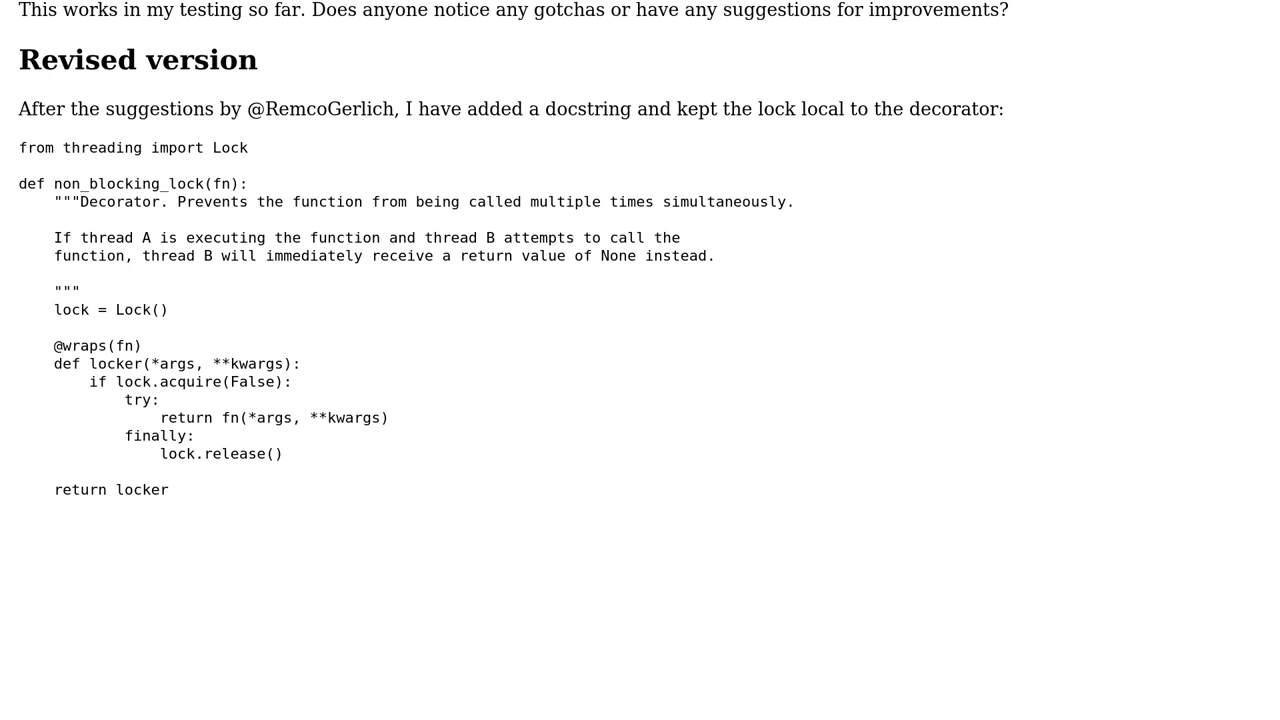 This works in my testing so far. Does anyone notice any gotchas or have any suggestions for improvements?
Revised version
After the suggestions by @RemcoGerlich, I have added a docstring and kept the lock local to the decorator:
from threading import Lock
def non_blocking_lock(fn):
    """Decorator. Prevents the function from being called multiple times simultaneously.
    If thread A is executing the function and thread B attempts to call the
    function, thread B will immediately receive a return value of None instead.
    """
    lock = Lock()
    @wraps(fn)
    def locker(*args, **kwargs):
        if lock.acquire(False):
            try:
                return fn(*args, **kwargs)
            finally:
                lock.release()
    return locker